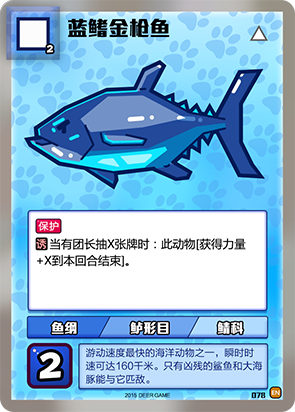 2
蓝鳍金枪鱼
保护
诱 当有团长抽X张牌时：此动物[获得力量
+X到本回合结束]。
鱼纲 鲈形目 鲭科
2
游动速度最快的海洋动物之一，瞬时时
速可达160千米。只有凶残的鲨鱼和大海
豚能与它匹敌。
2015 DEER GAME
078 EN